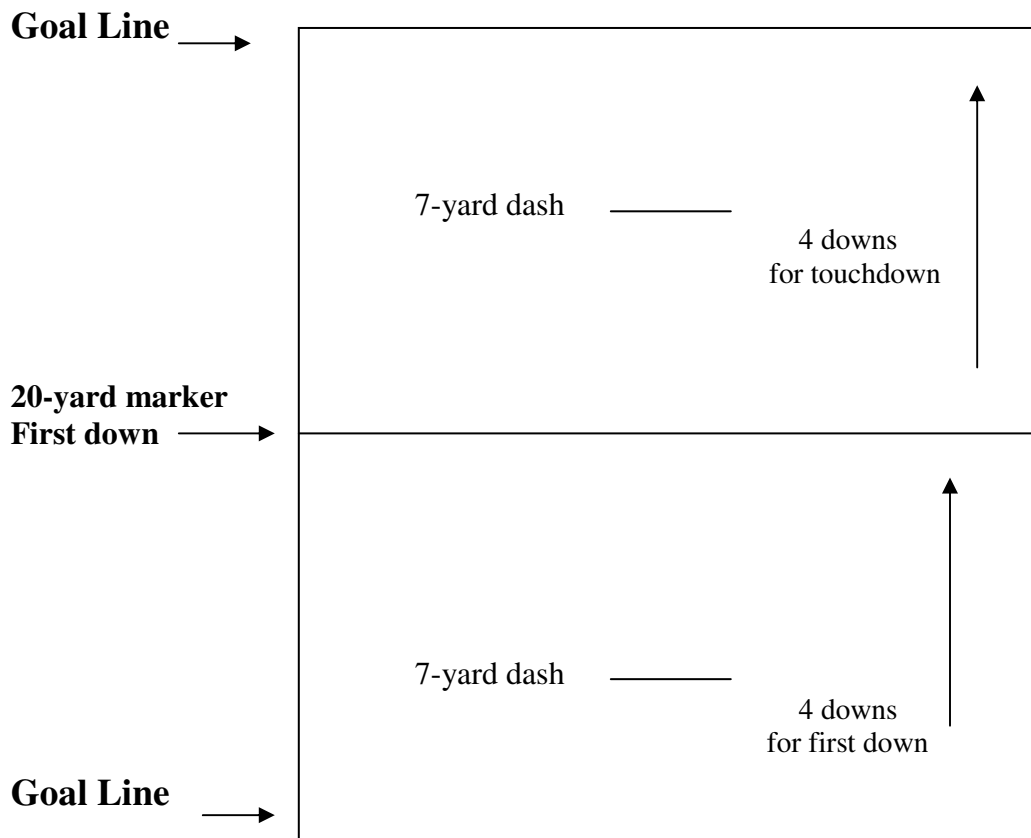 Goal Line
7-yard dash
4 downs
for touchdown
20-yard marker
First down
7-yard dash
4 downs
for first down
Goal Line